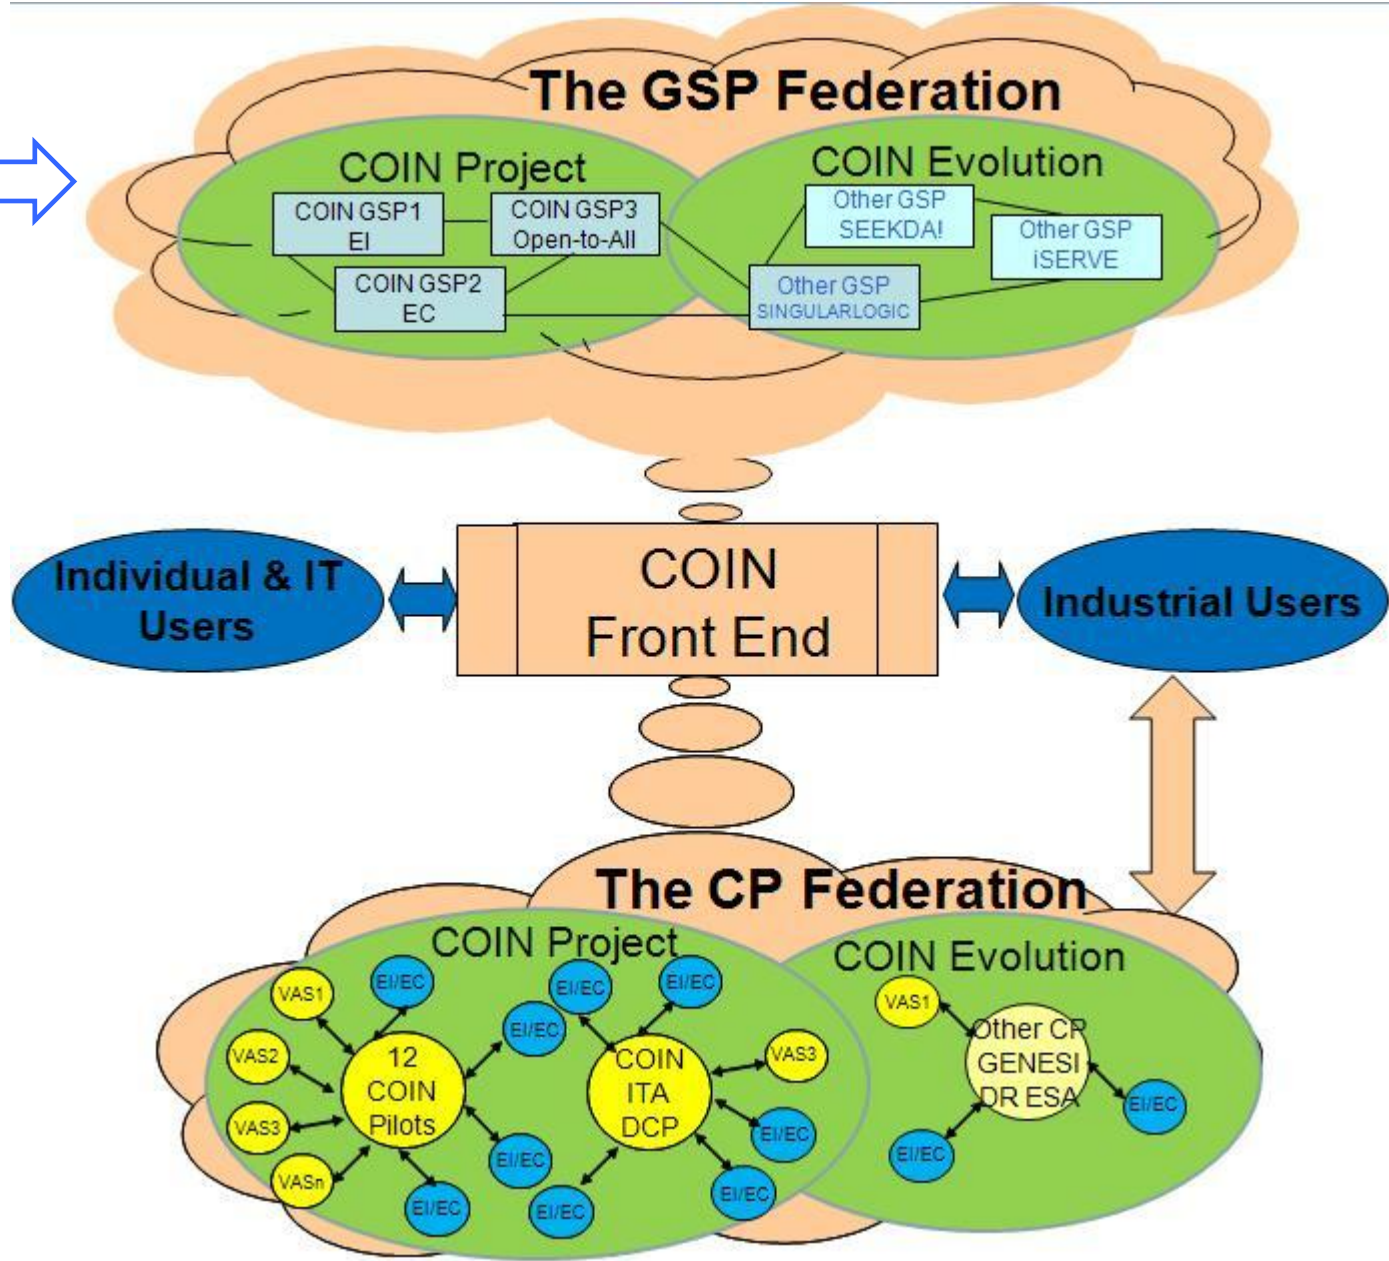 The GSP Federation
COIN Project
COIN Evolution
COIN GSP1
EI
COIN GSP3
Open-to-All
COIN GSP2
EC
Other GSP
SEEKDA!
Other GSP
iSERVE
Other GSP
SINGULARLOGIC
Individual & IT
Users
COIN
Front End
Industrial Users
The CP Federation
COIN Project
COIN Evolution
VAS1
EI/EC
VAS2
VAS3
VASn
12
COIN
Pilots
EI/EC
EI/EC
EI/EC
EI/EC
EI/EC
COIN
ITA
DCP
VAS3
EI/EC
EI/EC
EI/EC
VAS1
Other CP
GENESI
DR ESA
EI/EC
EI/EC